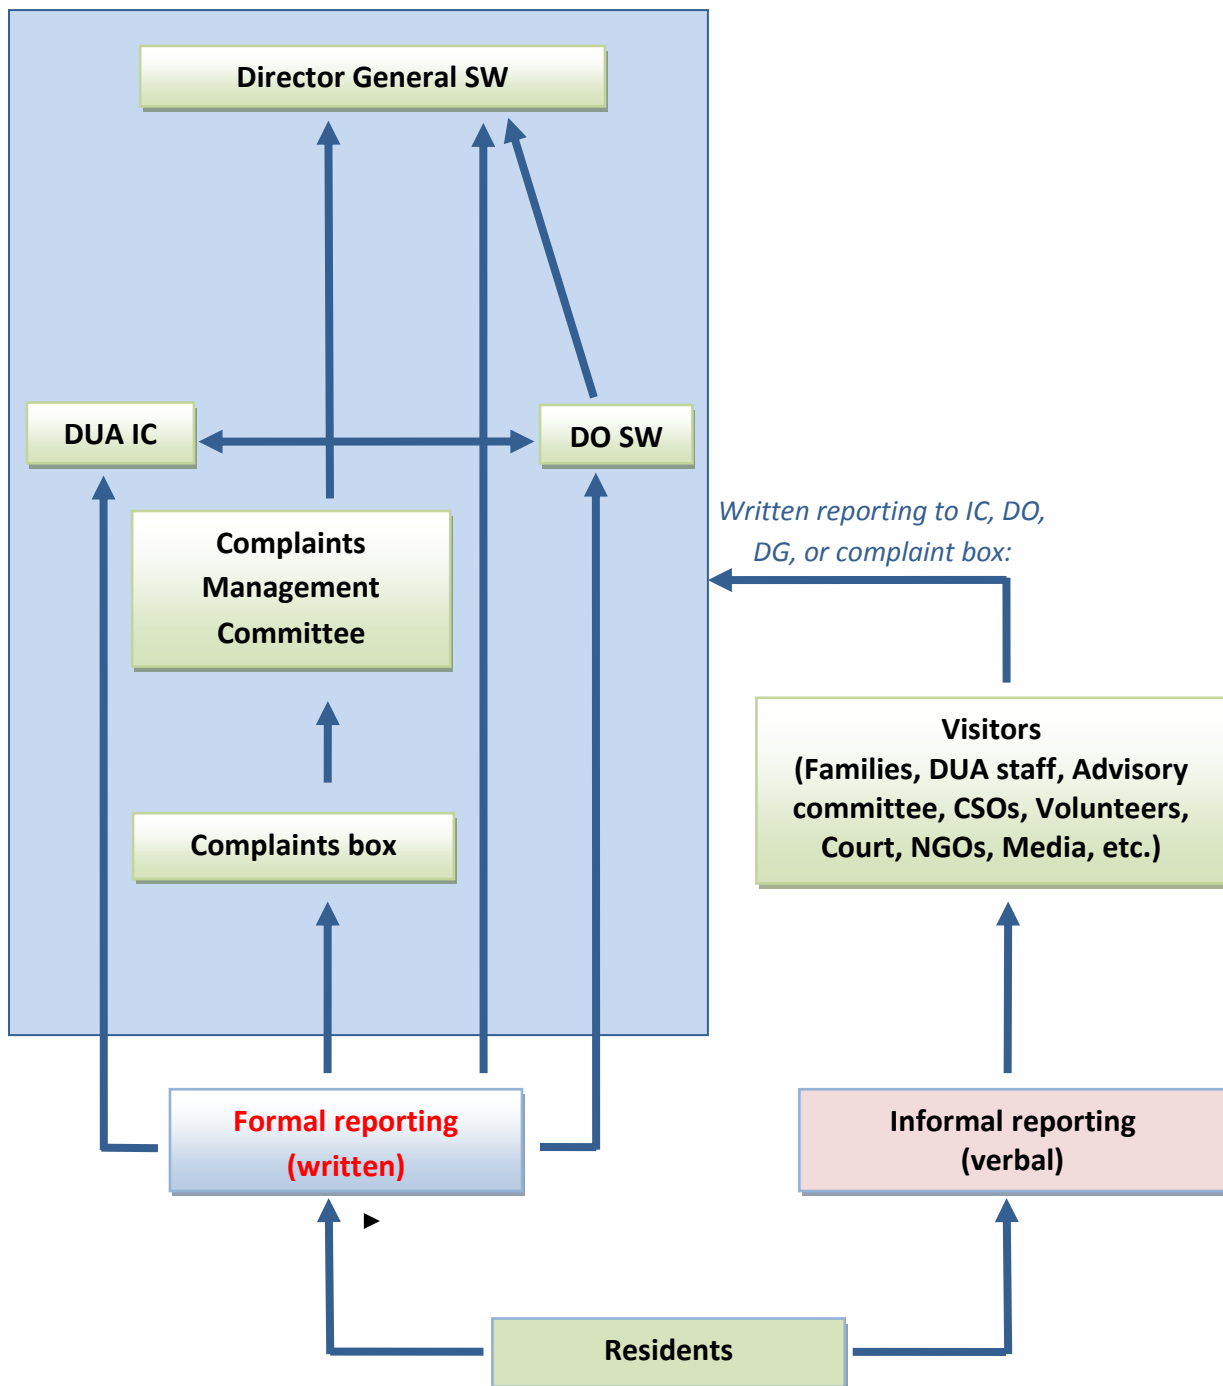 Director General SW
DUA IC
DO SW
Complaints
Management
Committee
Written reporting to IC, DO,
DG, or complaint box:
Visitors
(Families, DUA staff, Advisory
committee, CSOs, Volunteers,
Court, NGOs, Media, etc.)
Complaints box
Formal reporting
(written)
Informal reporting
(verbal)
Residents